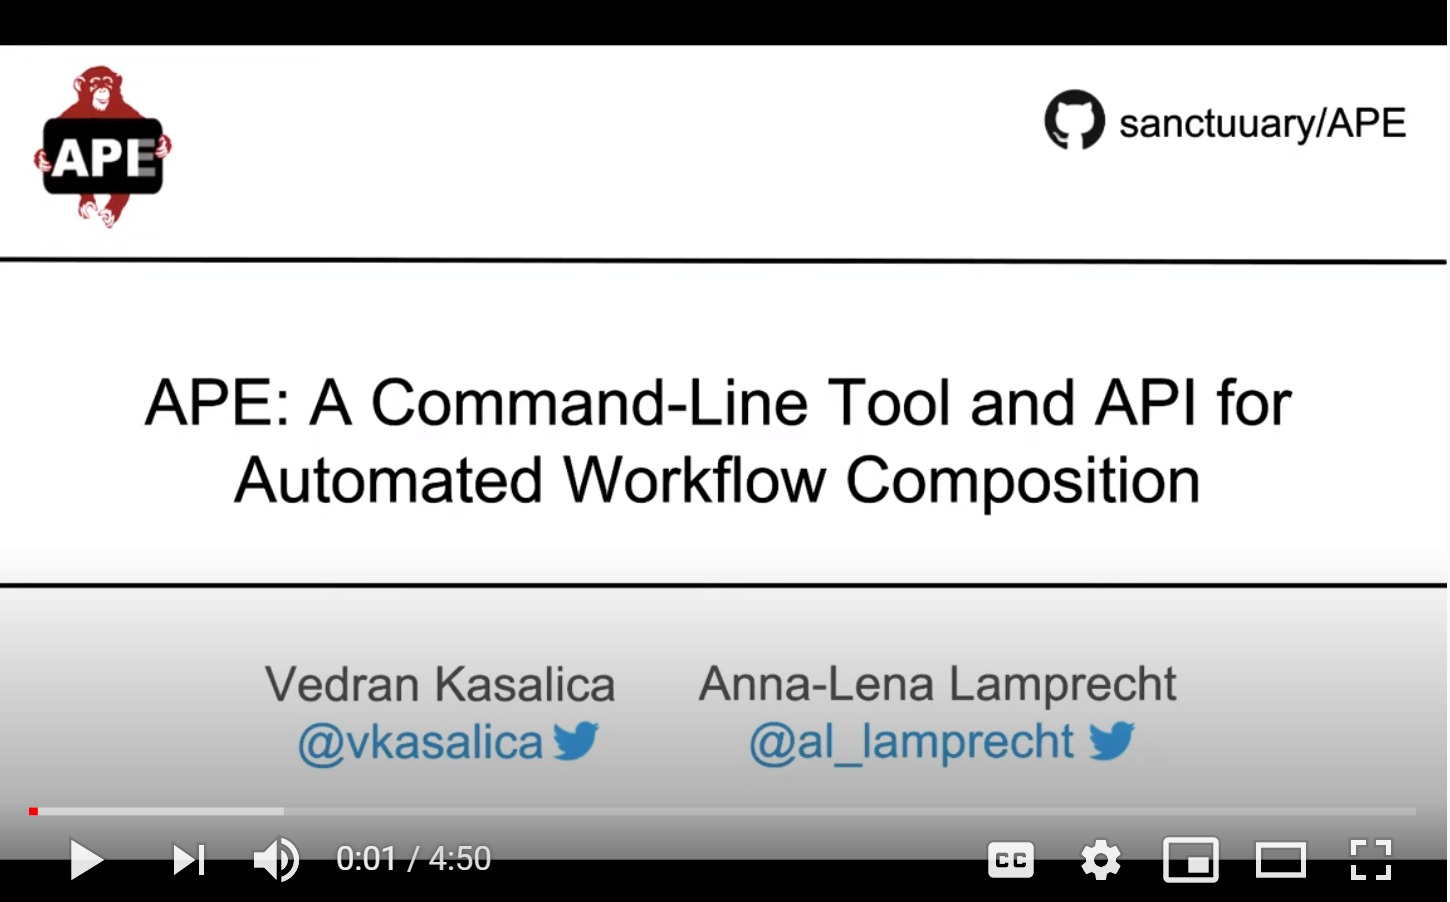 APE
sanctuuary/APE
APE: A Command-Line Tool and API for
Automated Workflow Composition
Vedran Kasalica
@vkasalica
Anna-Lena Lamprecht
@al_lamprecht
0:01 / 4:50
CC